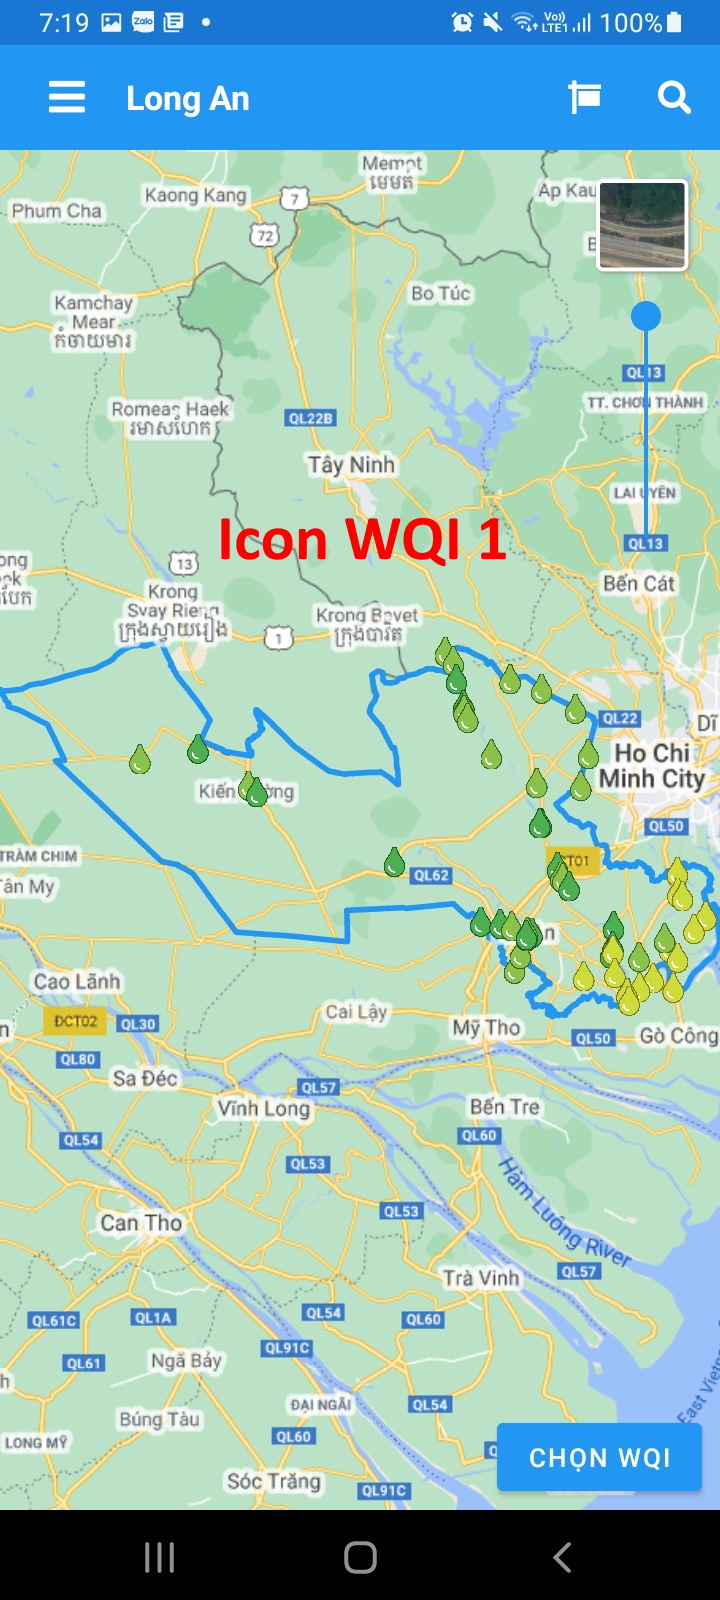 7:19
Zalo
Vo))
LTE1
100%
Long An
Memot
មេមត់
Kaong Kang
7
Ap Kau
Phum Cha
72
Bo Túc
Kamchay
Mear
កំចាយមារ
QL13
TT. CHƠN THÀNH
Romeas Haek
រមាសហែក
QL22B
Tây Ninh
LAI UYÊN
Icon WQI 1
QL13
13
Bến Cát
Krong
Svay Rieng
ក្រុងស្វាយរៀង
Krong Bavet
ក្រុងបាវិត
1
QL22
Dĩ
Ho Chi
Minh City
QL50
TRÀM CHIM
QL62
Cao Lãnh
ĐCT02
QL30
Cai Lậy
Mỹ Tho
QL50
Gò Công
QL80
Sa Đéc
QL57
Vĩnh Long
Bến Tre
QL54
QL60
QL53
Hàm Luông River
Can Tho
QL53
Trà Vinh
QL57
QL61C
QL1A
QL54
QL60
QL91C
QL61
Ngã Bảy
East Vietn
ĐẠI NGÃI
QL54
Búng Tàu
LONG MỸ
QL60
CHỌN WQI
Sóc Trăng
QL91C